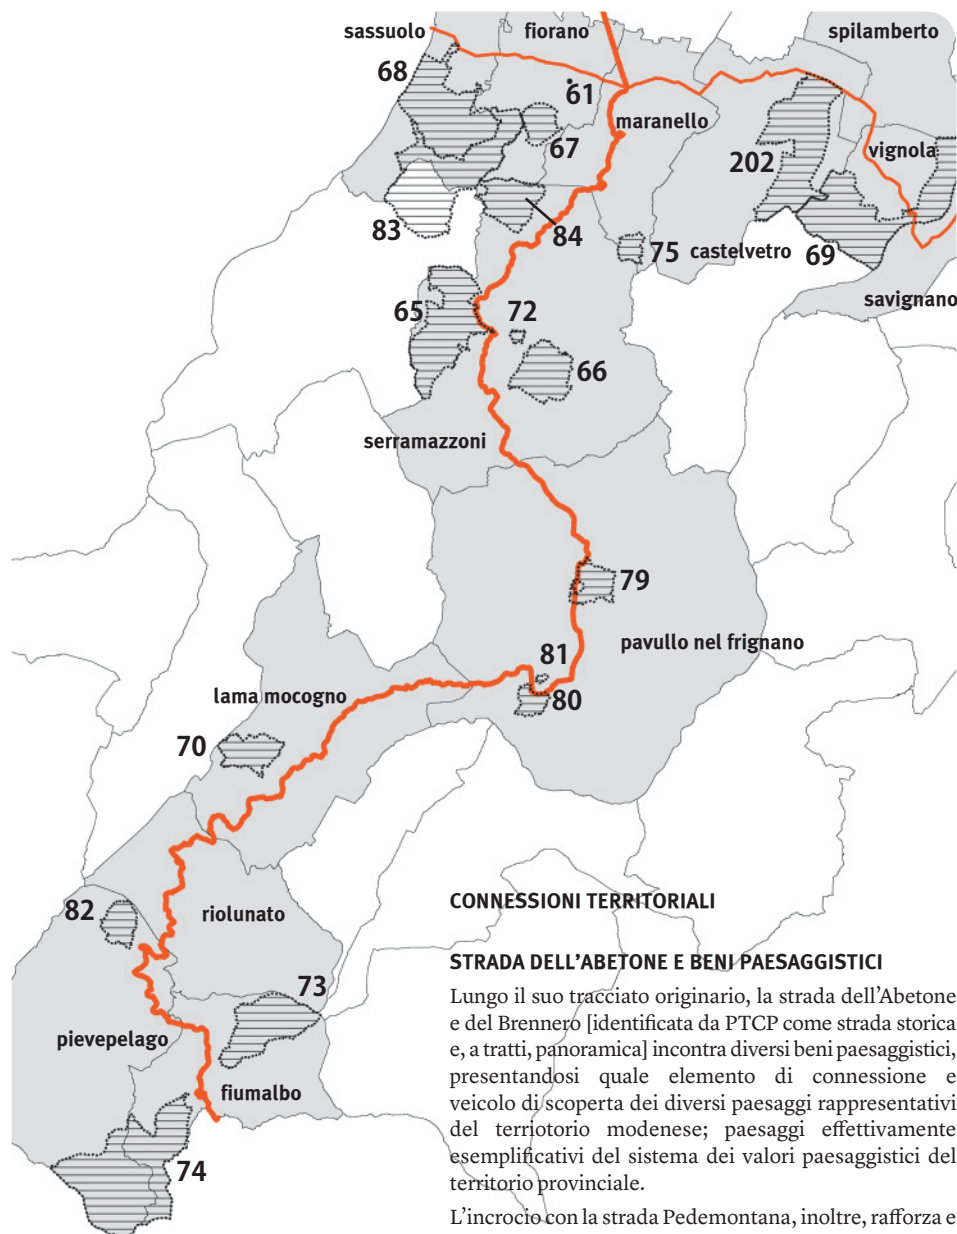 sassuolo
fiorano
spilamberto
68
61
maranello
67
202
vignola
83
84
75
castelvetro
69
savignano
65
72
66
serramazzoni
79
pavullo nel frignano
81
80
lama mocogno
70
82
riolunato
73
pievepelago
fiumalbo
74
CONNESSIONI TERRITORIALI
STRADA DELL'ABETONE E BENI PAESAGGISTICI
Lungo il suo tracciato originario, la strada dell'Abetone
e del Brennero [identificata da PTCP come strada storica
e, a tratti, panoramica] incontra diversi beni paesaggistici,
presentandosi quale elemento di connessione e
veicolo di scoperta dei diversi paesaggi rappresentativi
del terriotorio modenese; paesaggi effettivamente
esemplificativi del sistema dei valori paesaggistici del
territorio provinciale.
L'incrocio con la strada Pedemontana, inoltre, rafforza e